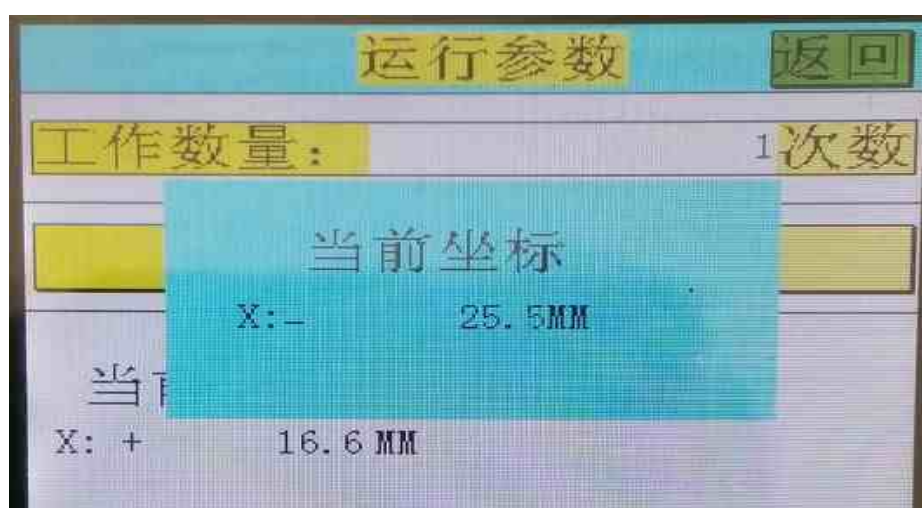 运行参数 返回
工作数量： 1次数
当前坐标
X:- 25.5MM
当
X: + 16.6MM